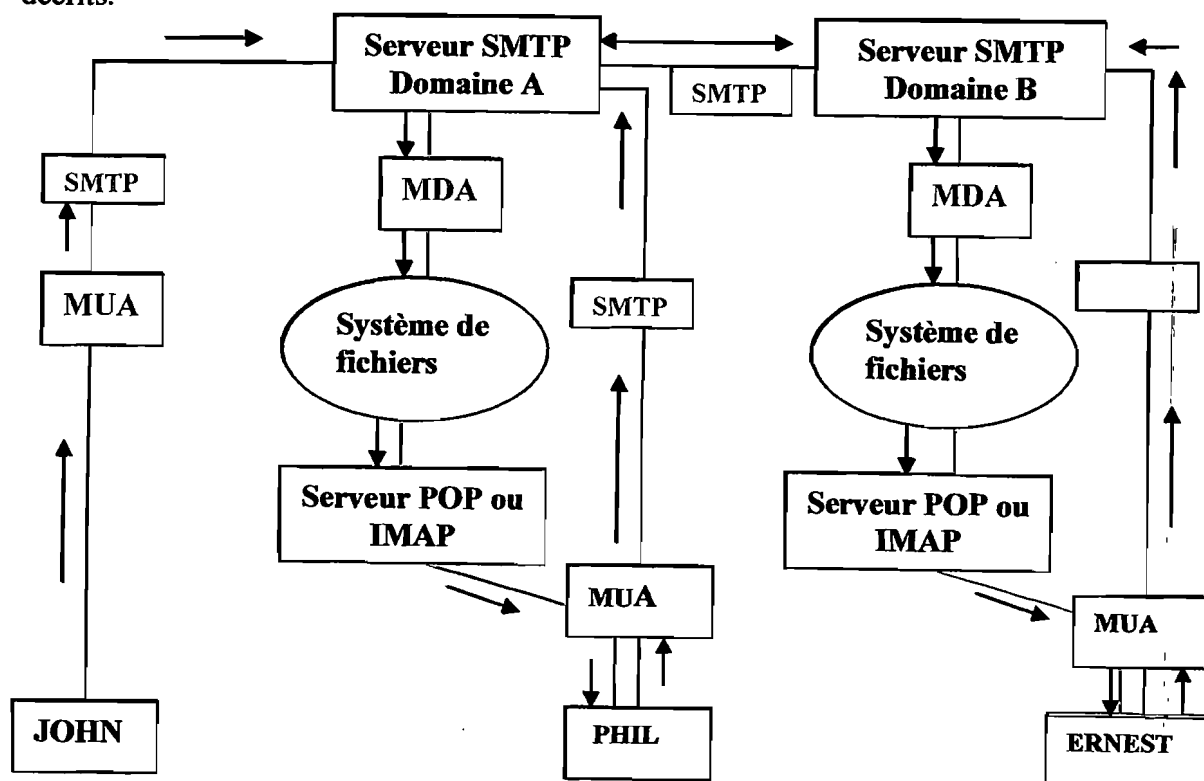 décrits.
Serveur SMTP
Domaine A
Serveur SMTP
Domaine B
SMTP
SMTP
MDA
MDA
MUA
SMTP
Système de
fichiers
Système de
fichiers
Serveur POP ou
IMAP
Serveur POP ou
IMAP
MUA
MUA
JOHN
PHIL
ERNEST